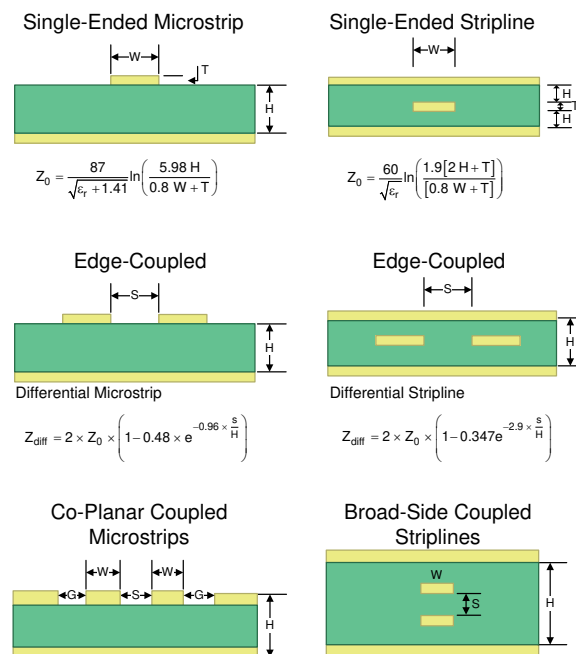 Single-Ended Microstrip
W
T
H
Z0 = 87 / √(εr + 1.41) ln(5.98 H / 0.8 W + T)
Single-Ended Stripline
W
H
T
H
Z0 = 60 / √εr ln(1.9[2 H + T] / [0.8 W + T])
Edge-Coupled
S
H
Differential Microstrip
Zdiff = 2 × Z0 × (1 − 0.48 × e^(−0.96 × s/H))
Edge-Coupled
S
H
Differential Stripline
Zdiff = 2 × Z0 × (1 − 0.347e^(−2.9 × s/H))
Co-Planar Coupled
Microstrips
W W
G S G
H
Broad-Side Coupled
Striplines
W
S
H